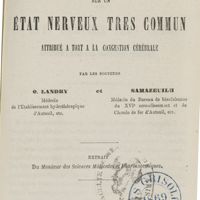 SUR UN
ÉTAT NERVEUX TRÈS COMMUN
ATTRIBUÉ A TORT A LA CONGESTION CÉRÉBRALE
PAR LES DOCTEURS
O. LANDRY et SAMAZEUILH
Médecin
de l'Établissement hydrothérapique
d'Auteuil, etc.
Médecin du Bureau de bienfaisance
du XVIe arrondissement et du
Chemin de fer d'Auteuil, etc.
EXTRAIT
Du Moniteur des Sciences Médicales et Pharmaceutiques.